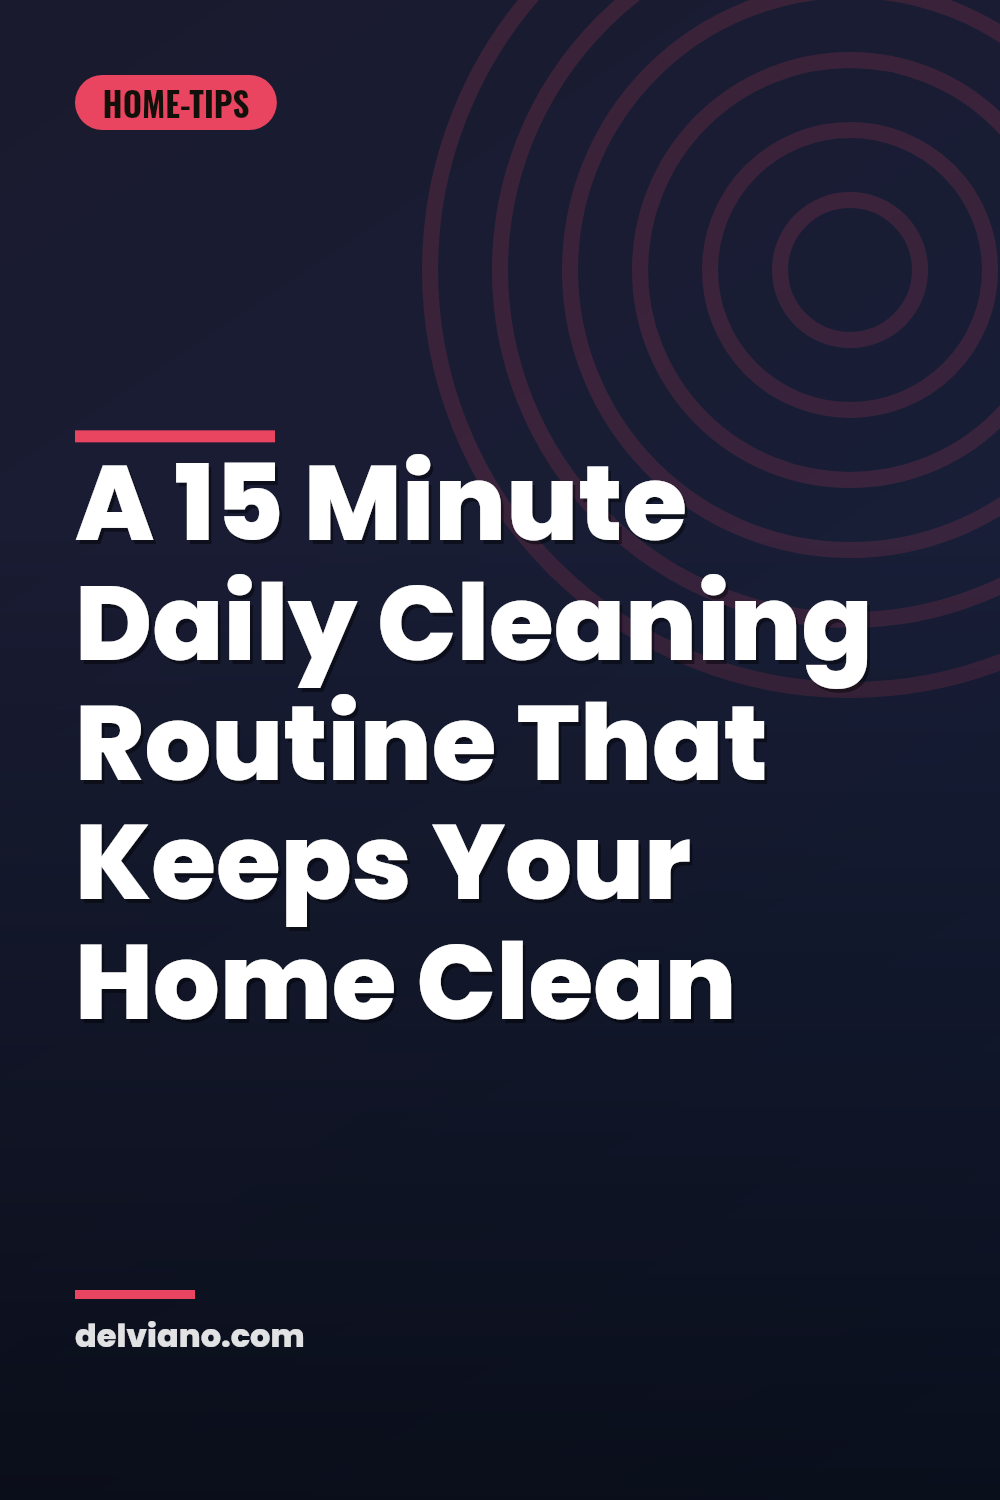 HOME-TIPS
A 15 Minute
Daily Cleaning
Routine That
Keeps Your
Home Clean
delviano.com